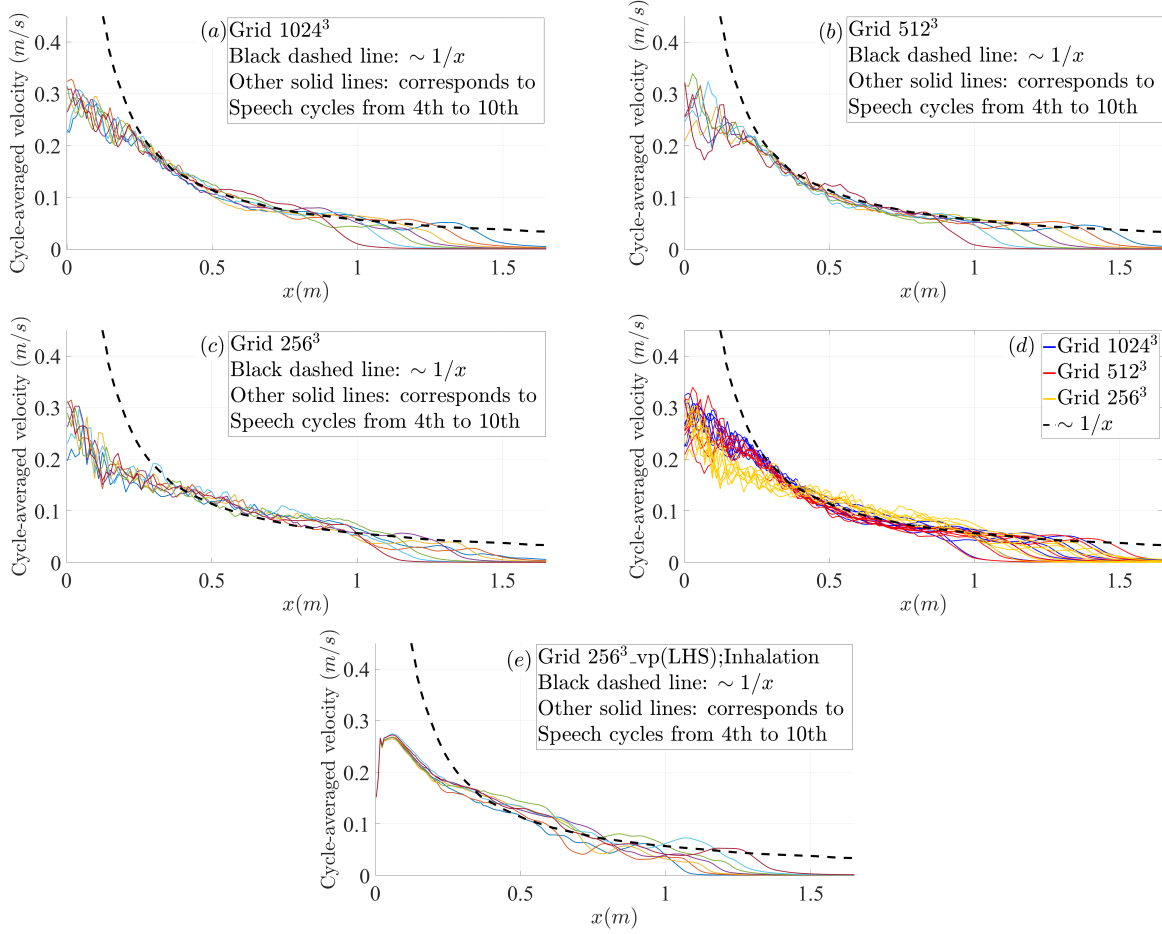 (a) Grid 1024³
Black dashed line: ∼ 1/x
Other solid lines: corresponds to
Speech cycles from 4th to 10th
Cycle-averaged velocity (m/s)
0.4
0.3
0.2
0.1
0
0 0.5 1 1.5
x(m)
(b) Grid 512³
Black dashed line: ∼ 1/x
Other solid lines: corresponds to
Speech cycles from 4th to 10th
Cycle-averaged velocity (m/s)
0.4
0.3
0.2
0.1
0
0 0.5 1 1.5
x(m)
(c) Grid 256³
Black dashed line: ∼ 1/x
Other solid lines: corresponds to
Speech cycles from 4th to 10th
Cycle-averaged velocity (m/s)
0.4
0.3
0.2
0.1
0
0 0.5 1 1.5
x(m)
(d) Grid 1024³
Grid 512³
Grid 256³
∼ 1/x
Cycle-averaged velocity (m/s)
0.4
0.3
0.2
0.1
0
0 0.5 1 1.5
x(m)
(e) Grid 256³_vp(LHS);Inhalation
Black dashed line: ∼ 1/x
Other solid lines: corresponds to
Speech cycles from 4th to 10th
Cycle-averaged velocity (m/s)
0.4
0.3
0.2
0.1
0
0 0.5 1 1.5
x(m)